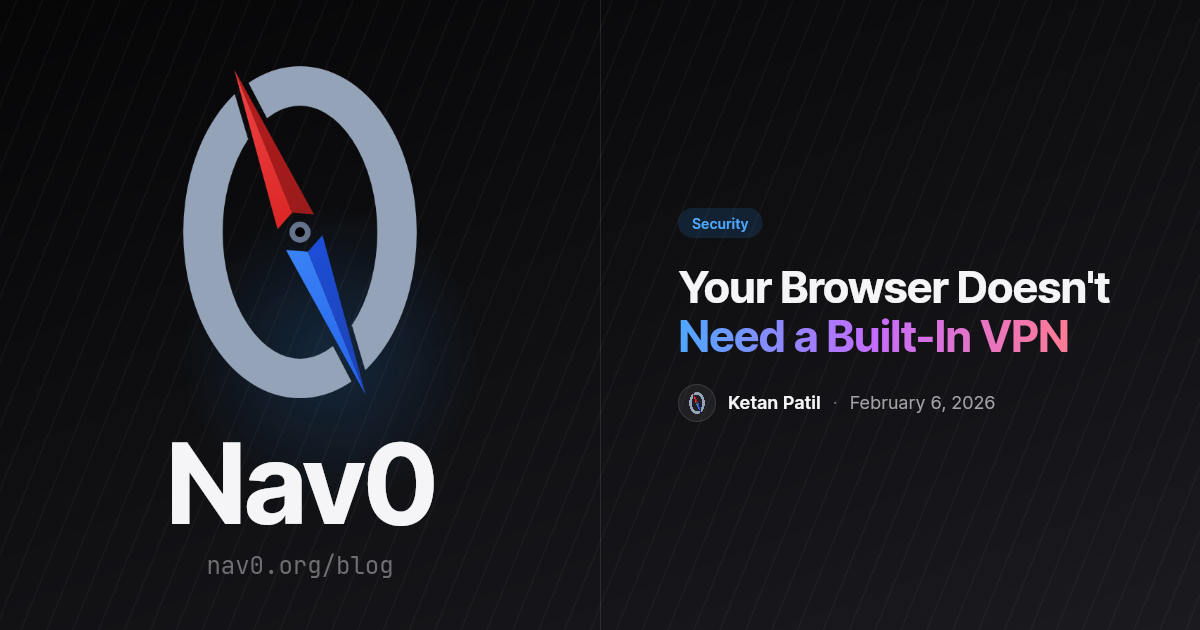 Nav0
nav0.org/blog
Security
Your Browser Doesn't
Need a Built-In VPN
Ketan Patil · February 6, 2026